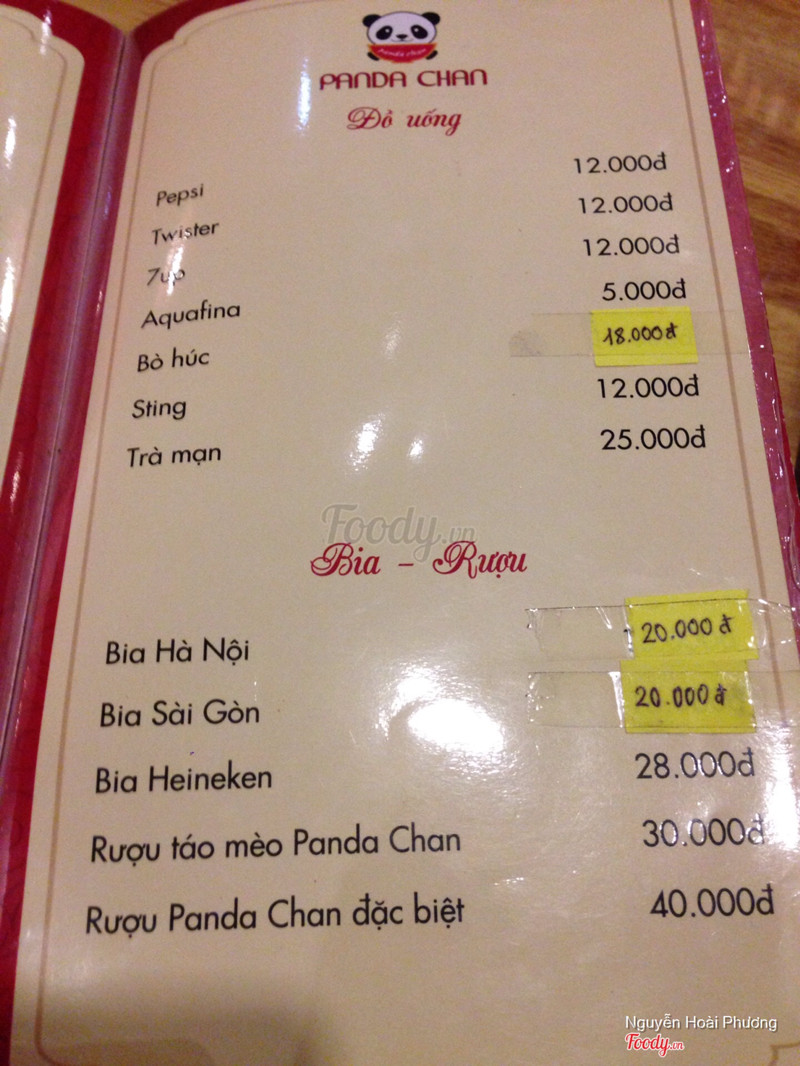 panda chan
PANDA CHAN
Đồ uống
Pepsi 12.000đ
Twister 12.000đ
7up 12.000đ
Aquafina 5.000đ
Bò húc 18.000đ
Sting 12.000đ
Trà mạn 25.000đ
Foody.vn
Bia - Rượu
Bia Hà Nội 20.000đ
Bia Sài Gòn 20.000đ
Bia Heineken 28.000đ
Rượu táo mèo Panda Chan 30.000đ
Rượu Panda Chan đặc biệt 40.000đ
Nguyễn Hoài Phương
Foody.vn